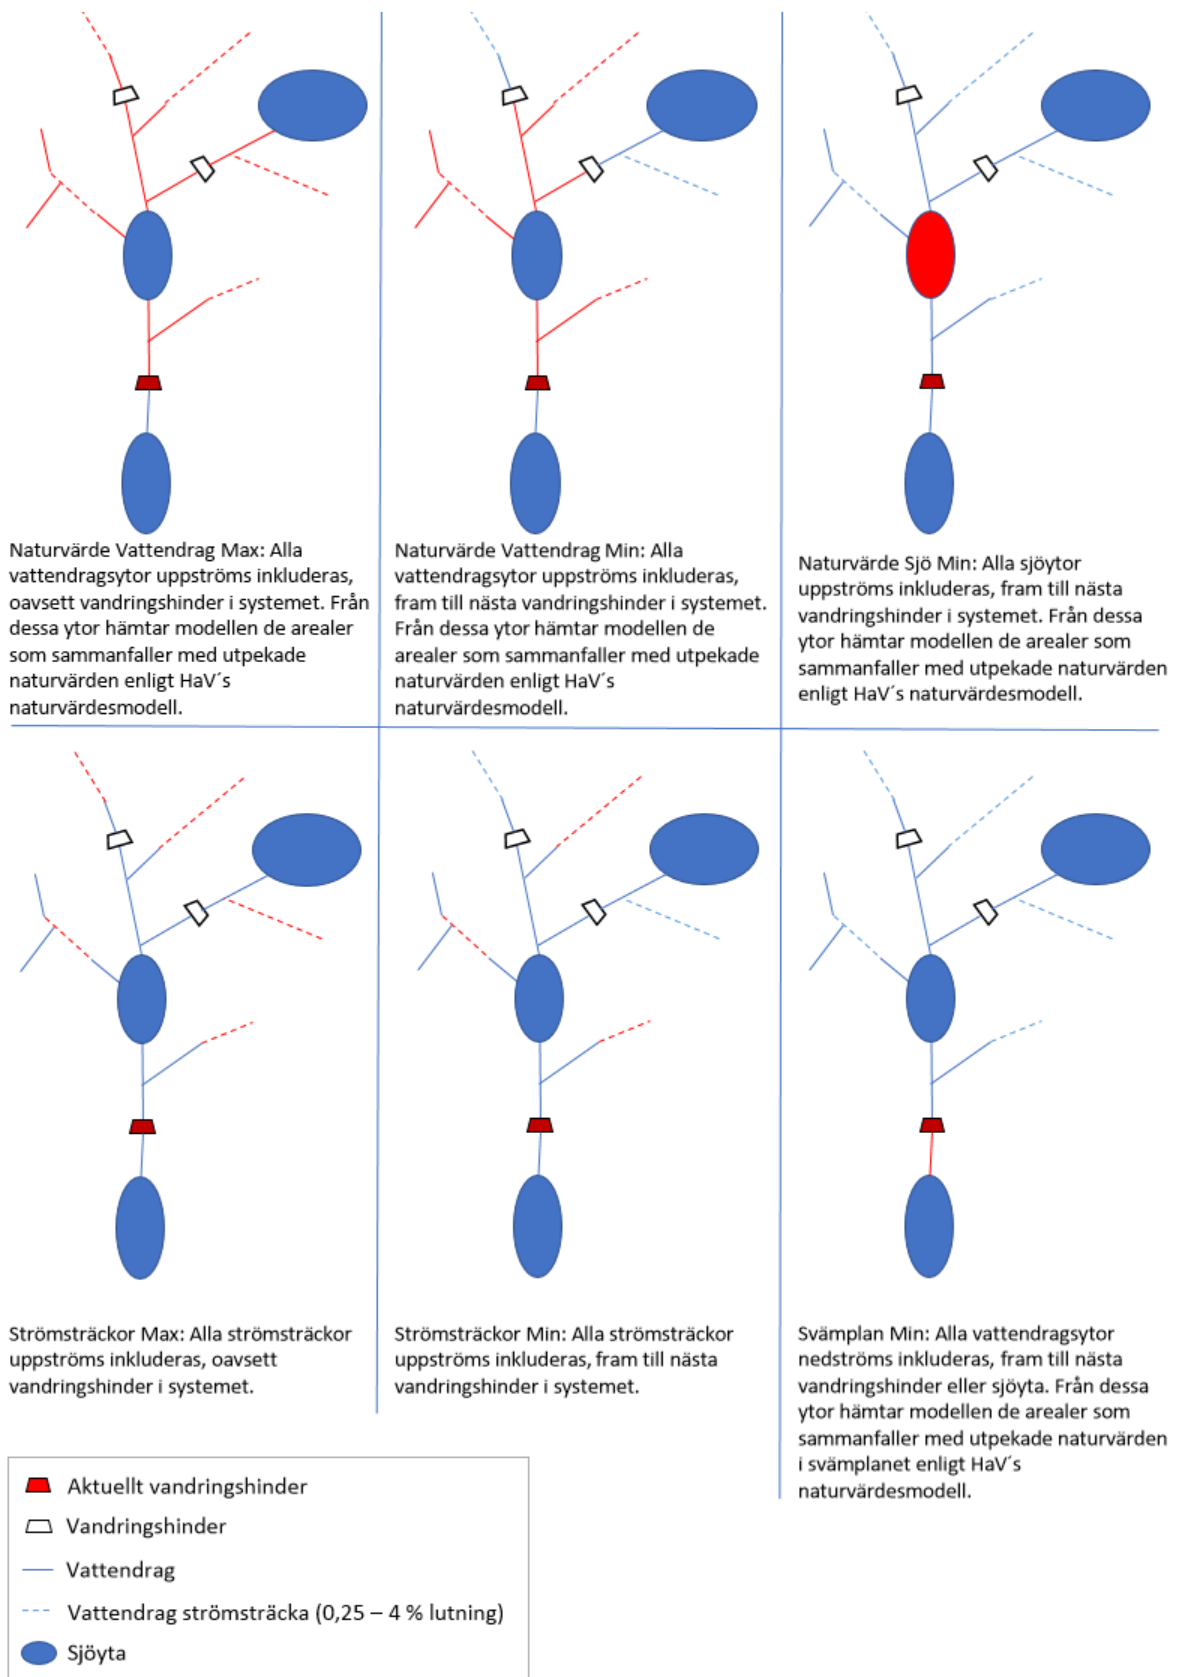 Naturvärde Vattendrag Max: Alla
vattendragsytor uppströms inkluderas,
oavsett vandringshinder i systemet. Från
dessa ytor hämtar modellen de arealer
som sammanfaller med utpekade
naturvärden enligt HaV´s
naturvärdesmodell.
Naturvärde Vattendrag Min: Alla
vattendragsytor uppströms inkluderas,
fram till nästa vandringshinder i systemet.
Från dessa ytor hämtar modellen de
arealer som sammanfaller med utpekade
naturvärden enligt HaV´s
naturvärdesmodell.
Naturvärde Sjö Min: Alla sjöytor
uppströms inkluderas, fram till nästa
vandringshinder i systemet. Från dessa
ytor hämtar modellen de arealer som
sammanfaller med utpekade naturvärden
enligt HaV´s naturvärdesmodell.
Strömsträckor Max: Alla strömsträckor
uppströms inkluderas, oavsett
vandringshinder i systemet.
Strömsträckor Min: Alla strömsträckor
uppströms inkluderas, fram till nästa
vandringshinder i systemet.
Svämplan Min: Alla vattendragsytor
nedströms inkluderas, fram till nästa
vandringshinder eller sjöyta. Från dessa
ytor hämtar modellen de arealer som
sammanfaller med utpekade naturvärden
i svämplanet enligt HaV´s
naturvärdesmodell.
Aktuellt vandringshinder
Vandringshinder
Vattendrag
Vattendrag strömsträcka (0,25 – 4 % lutning)
Sjöyta